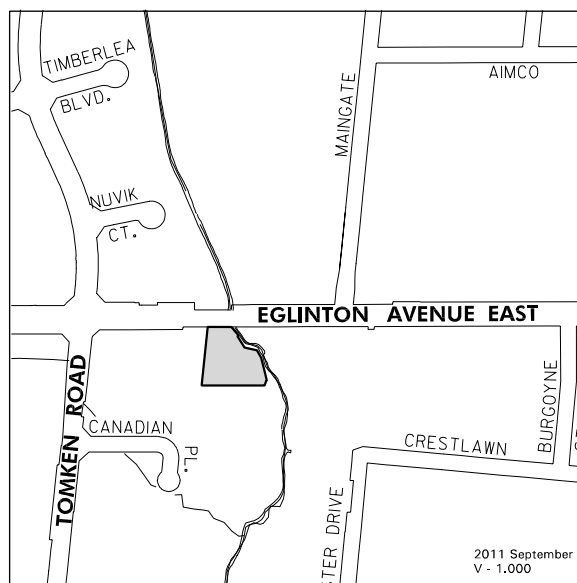 TIMBERLEA
BLVD.
AIMCO
MAINGATE
NUVIK
CT.
EGLINTON AVENUE EAST
TOMKEN ROAD
CANADIAN
PL.
CRESTLAWN
BURGOYNE
STER DRIVE
2011 September
V - 1.000